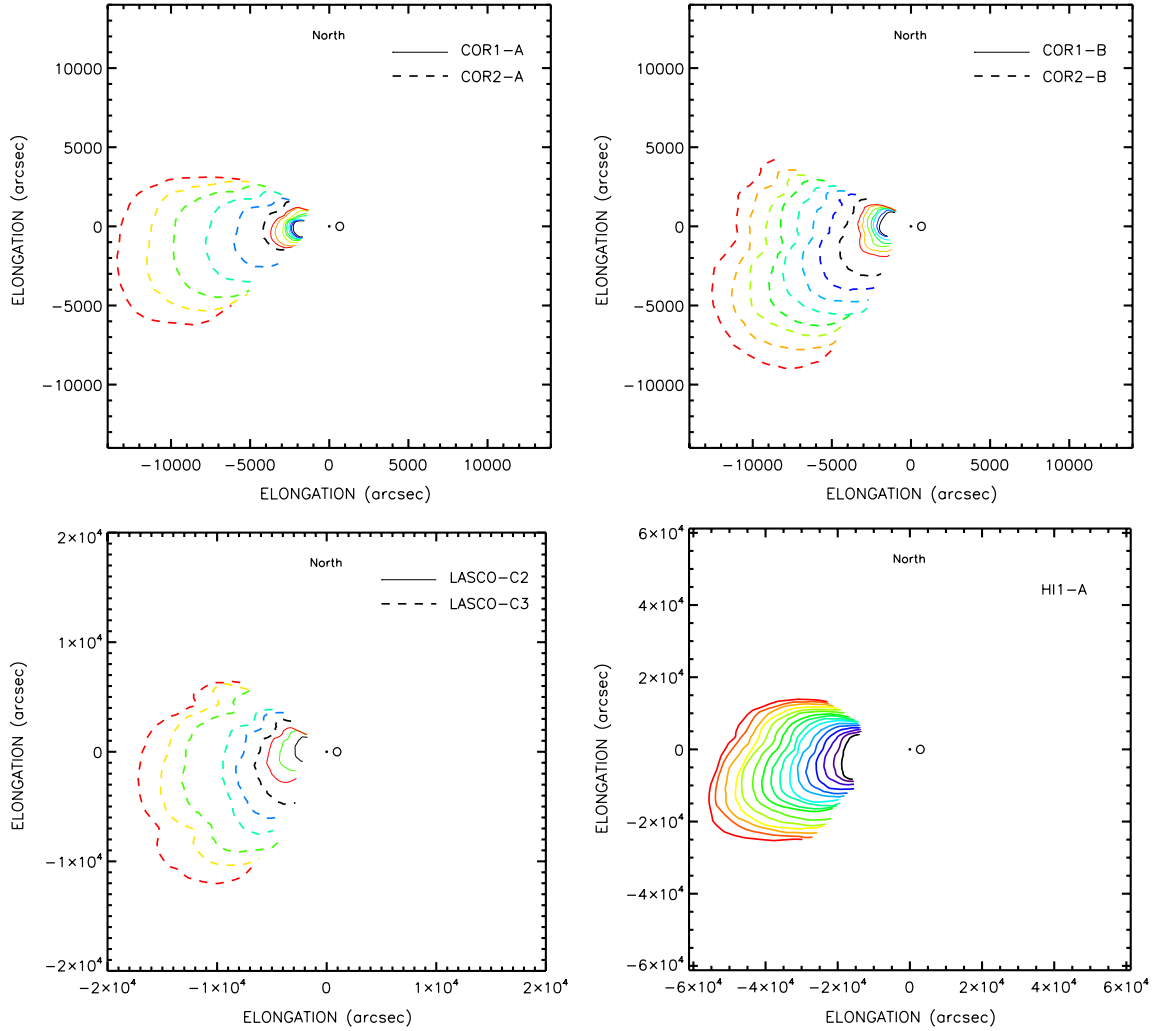 North
COR1-A
COR2-A
10000
5000
0
-5000
-10000
ELONGATION (arcsec)
-10000 -5000 0 5000 10000
ELONGATION (arcsec)
North
COR1-B
COR2-B
10000
5000
0
-5000
-10000
ELONGATION (arcsec)
-10000 -5000 0 5000 10000
ELONGATION (arcsec)
North
LASCO-C2
LASCO-C3
2×10⁴
1×10⁴
0
-1×10⁴
-2×10⁴
ELONGATION (arcsec)
-2×10⁴ -1×10⁴ 0 1×10⁴ 2×10⁴
ELONGATION (arcsec)
North
HI1-A
6×10⁴
4×10⁴
2×10⁴
0
-2×10⁴
-4×10⁴
-6×10⁴
ELONGATION (arcsec)
-6×10⁴ -4×10⁴ -2×10⁴ 0 2×10⁴ 4×10⁴ 6×10⁴
ELONGATION (arcsec)